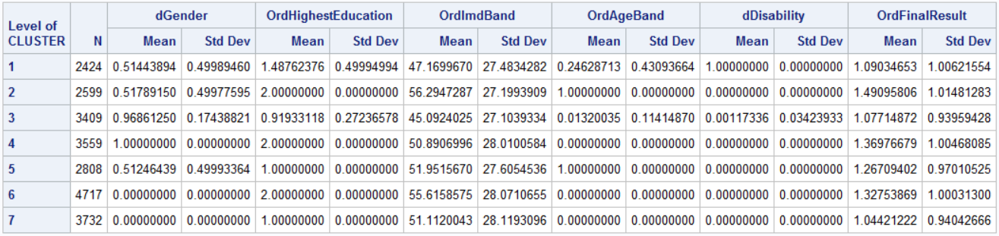 Level of CLUSTER N dGender OrdHighestEducation OrdImdBand OrdAgeBand dDisability OrdFinalResult
Mean Std Dev Mean Std Dev Mean Std Dev Mean Std Dev Mean Std Dev Mean Std Dev
1 2424 0.51443894 0.49989460 1.48762376 0.49994994 47.1699670 27.4834282 0.24628713 0.43093664 1.00000000 0.00000000 1.09034653 1.00621554
2 2599 0.51789150 0.49977595 2.00000000 0.00000000 56.2947287 27.1993909 1.00000000 0.00000000 0.00000000 0.00000000 1.49095806 1.01481283
3 3409 0.96861250 0.17438821 0.91933118 0.27236578 45.0924025 27.1039334 0.01320035 0.11414870 0.00117336 0.03423933 1.07714872 0.93959428
4 3559 1.00000000 0.00000000 2.00000000 0.00000000 50.8906996 28.0100584 0.00000000 0.00000000 0.00000000 0.00000000 1.36976679 1.00468085
5 2808 0.51246439 0.49993364 1.00000000 0.00000000 51.9515670 27.6054536 1.00000000 0.00000000 0.00000000 0.00000000 1.26709402 0.97010525
6 4717 0.00000000 0.00000000 2.00000000 0.00000000 55.6158575 28.0710655 0.00000000 0.00000000 0.00000000 0.00000000 1.32753869 1.00031300
7 3732 0.00000000 0.00000000 1.00000000 0.00000000 51.1120043 28.1193096 0.00000000 0.00000000 0.00000000 0.00000000 1.04421222 0.94042666